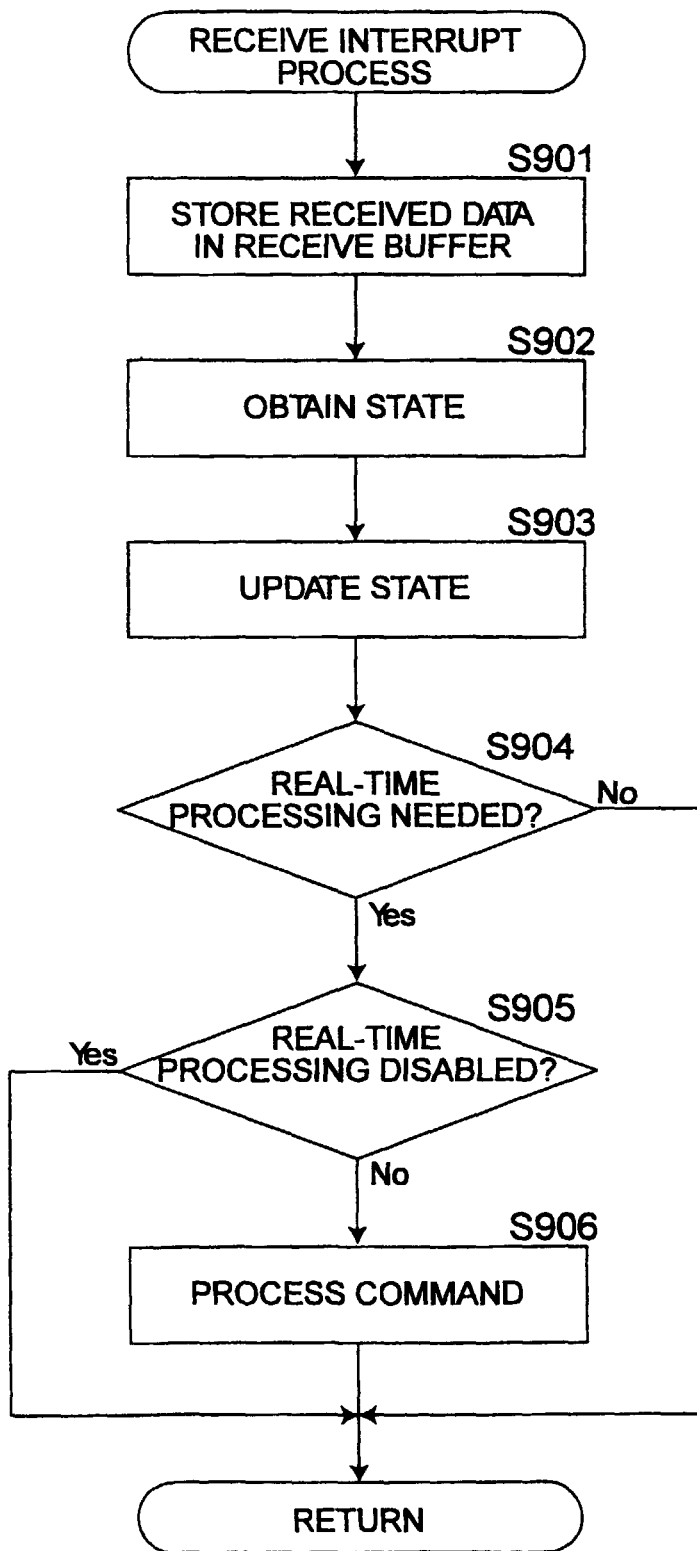 RECEIVE INTERRUPT
PROCESS
S901
STORE RECEIVED DATA
IN RECEIVE BUFFER
S902
OBTAIN STATE
S903
UPDATE STATE
S904
REAL-TIME
PROCESSING NEEDED?
No
Yes
S905
REAL-TIME
PROCESSING DISABLED?
Yes
No
S906
PROCESS COMMAND
RETURN